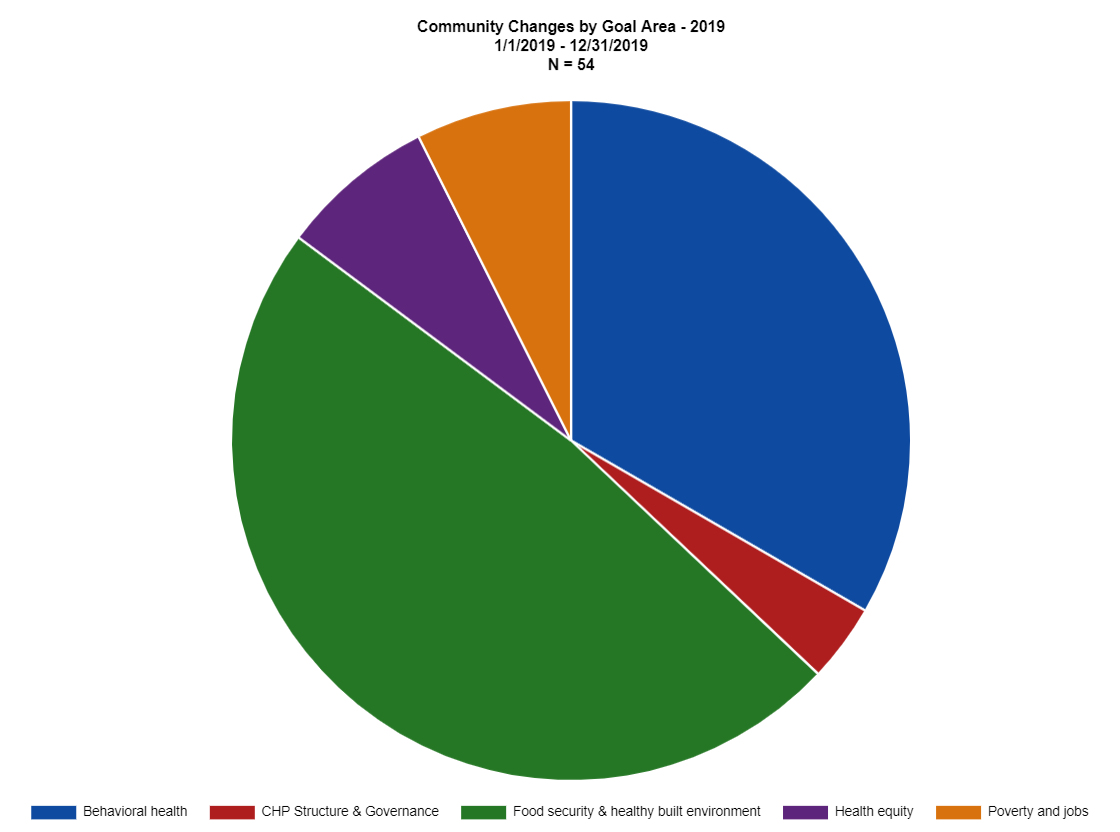 Community Changes by Goal Area - 2019
1/1/2019 - 12/31/2019
N = 54
Behavioral health
CHP Structure & Governance
Food security & healthy built environment
Health equity
Poverty and jobs